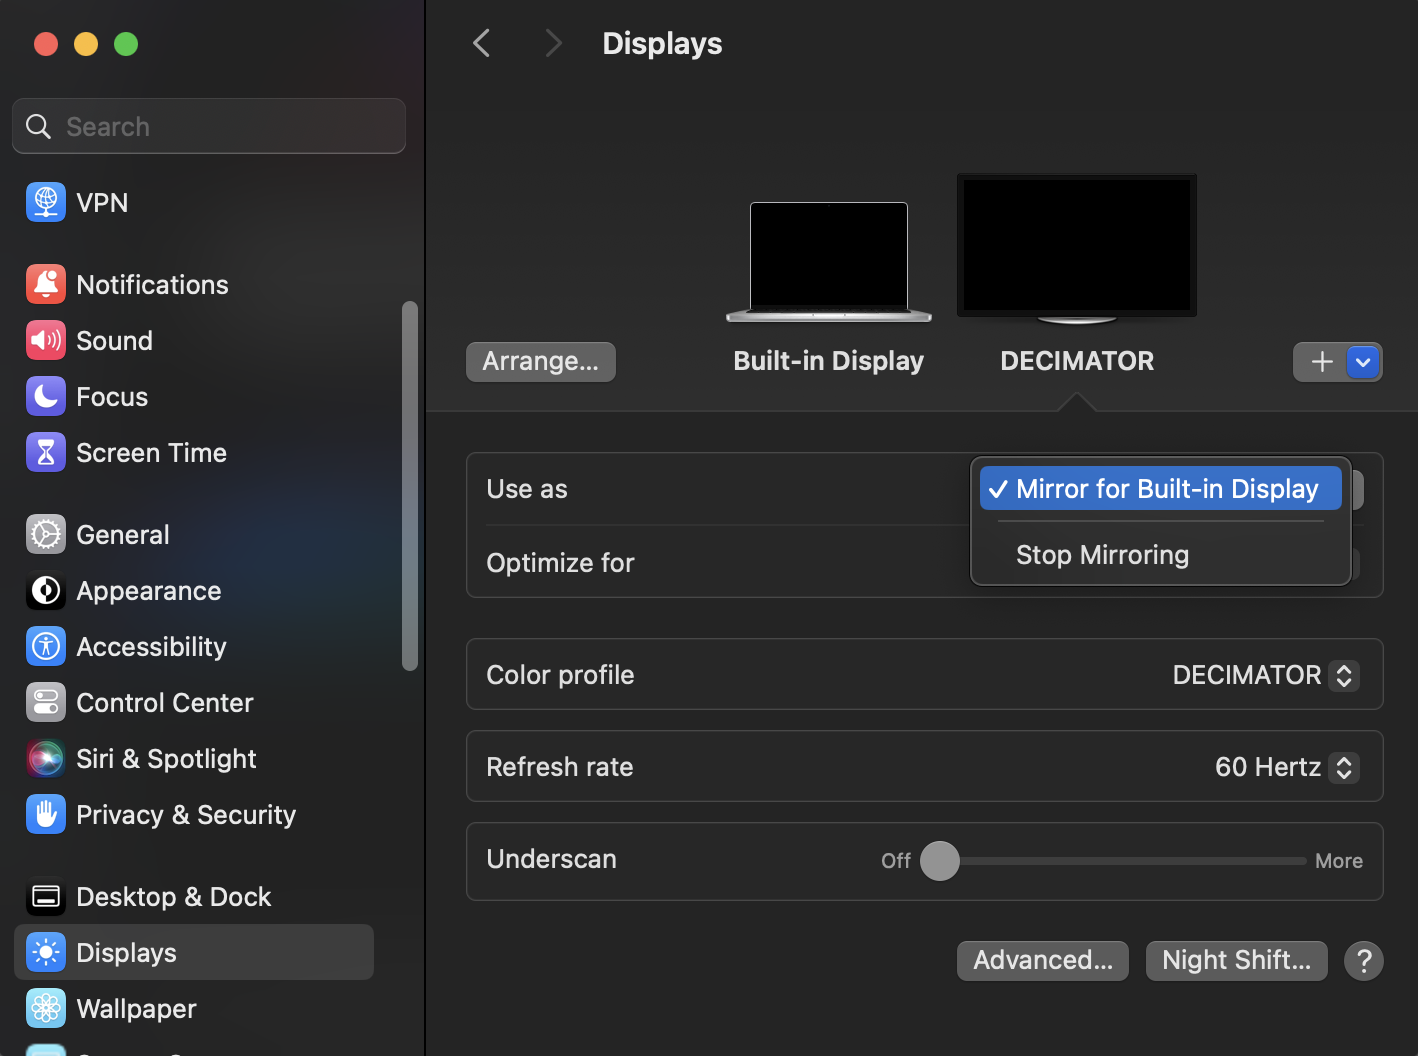 Search
VPN
Notifications
Sound
Focus
Screen Time
General
Appearance
Accessibility
Control Center
Siri & Spotlight
Privacy & Security
Desktop & Dock
Displays
Wallpaper
Displays
Arrange...
Built-in Display
DECIMATOR
Use as
✓ Mirror for Built-in Display
Stop Mirroring
Optimize for
Color profile
DECIMATOR
Refresh rate
60 Hertz
Underscan
Off
More
Advanced...
Night Shift...
?